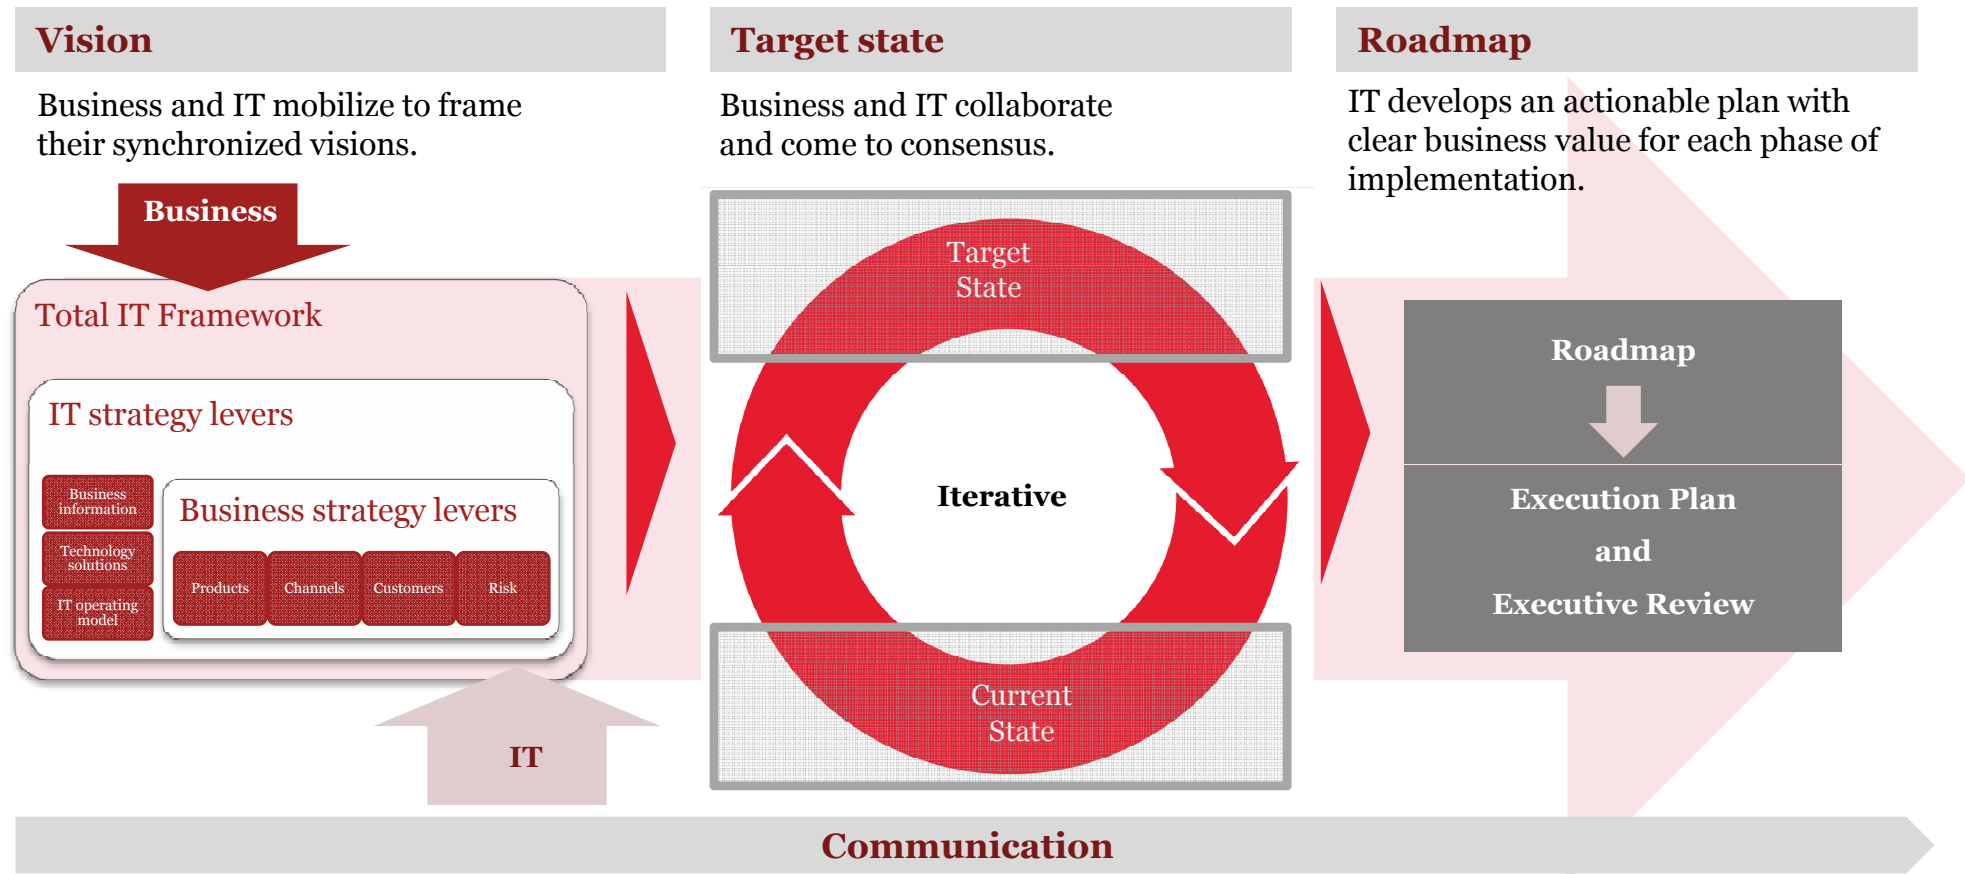 Vision
Business and IT mobilize to frame
their synchronized visions.
Business
Total IT Framework
IT strategy levers
Business
information
Technology
solutions
IT operating
model
Business strategy levers
Products
Channels
Customers
Risk
IT
Target state
Business and IT collaborate
and come to consensus.
Target
State
Iterative
Current
State
Roadmap
IT develops an actionable plan with
clear business value for each phase of
implementation.
Roadmap
Execution Plan
and
Executive Review
Communication